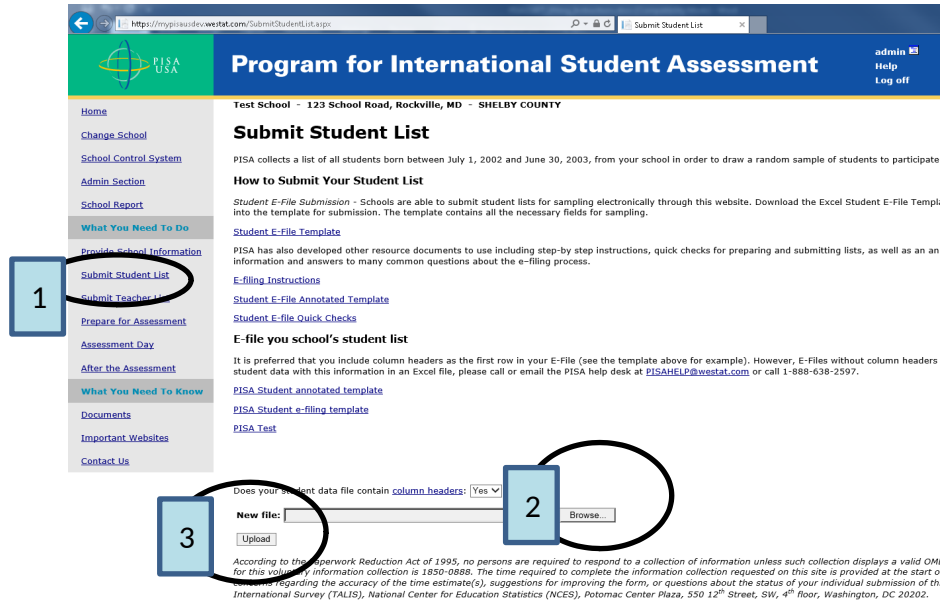 https://mypisausdev.westat.com/SubmitStudentList.aspx
Submit Student List
PISA
USA
Program for International Student Assessment
admin
Help
Log off
Test School - 123 School Road, Rockville, MD - SHELBY COUNTY
Home
Change School
School Control System
Admin Section
School Report
What You Need To Do
Provide School Information
Submit Student List
Submit Teacher List
Prepare for Assessment
Assessment Day
After the Assessment
What You Need To Know
Documents
Important Websites
Contact Us
1
Submit Student List
PISA collects a list of all students born between July 1, 2002 and June 30, 2003, from your school in order to draw a random sample of students to participate
How to Submit Your Student List
Student E-File Submission - Schools are able to submit student lists for sampling electronically through this website. Download the Excel Student E-File Templa
into the template for submission. The template contains all the necessary fields for sampling.
Student E-File Template
PISA has also developed other resource documents to use including step-by step instructions, quick checks for preparing and submitting lists, as well as an an
information and answers to many common questions about the e-filing process.
E-filing Instructions
Student E-File Annotated Template
Student E-file Quick Checks
E-file you school's student list
It is preferred that you include column headers as the first row in your E-File (see the template above for example). However, E-Files without column headers
student data with this information in an Excel file, please call or email the PISA help desk at PISAHELP@westat.com or call 1-888-638-2597.
PISA Student annotated template
PISA Student e-filing template
PISA Test
Does your student data file contain column headers: Yes
2
New file: Browse...
3
Upload
According to the Paperwork Reduction Act of 1995, no persons are required to respond to a collection of information unless such collection displays a valid OM
for this voluntary information collection is 1850-0888. The time required to complete the information collection requested on this site is provided at the start o
concerns regarding the accuracy of the time estimate(s), suggestions for improving the form, or questions about the status of your individual submission of th
International Survey (TALIS), National Center for Education Statistics (NCES), Potomac Center Plaza, 550 12th Street, SW, 4th floor, Washington, DC 20202.